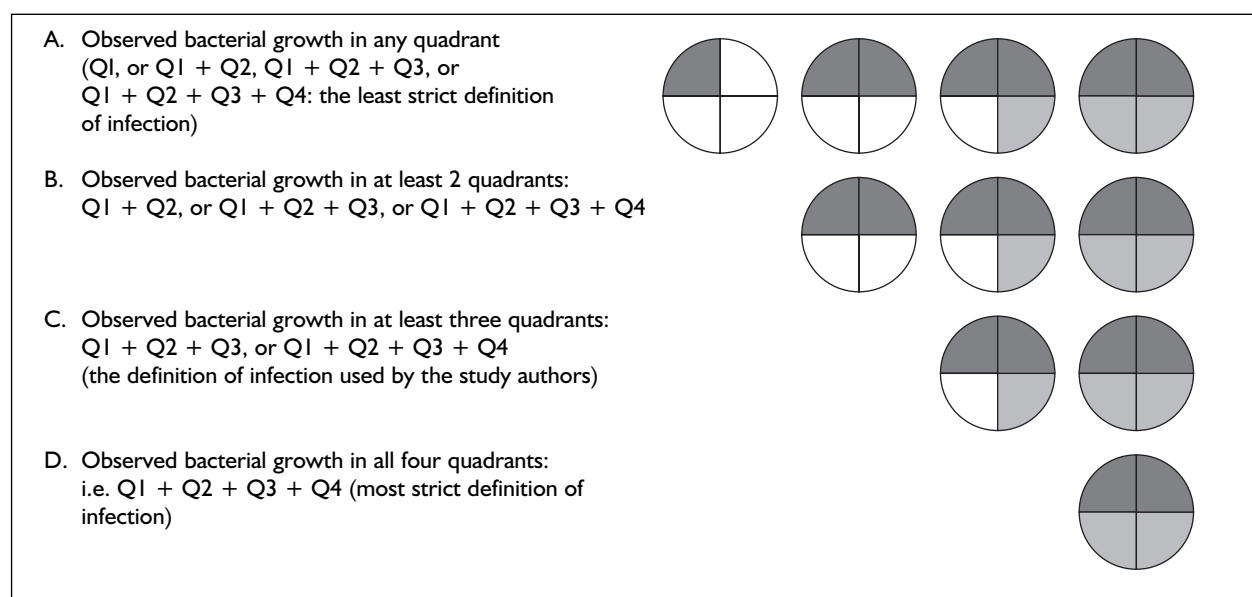 A. Observed bacterial growth in any quadrant
(Q1, or Q1 + Q2, Q1 + Q2 + Q3, or
Q1 + Q2 + Q3 + Q4: the least strict definition
of infection)
B. Observed bacterial growth in at least 2 quadrants:
Q1 + Q2, or Q1 + Q2 + Q3, or Q1 + Q2 + Q3 + Q4
C. Observed bacterial growth in at least three quadrants:
Q1 + Q2 + Q3, or Q1 + Q2 + Q3 + Q4
(the definition of infection used by the study authors)
D. Observed bacterial growth in all four quadrants:
i.e. Q1 + Q2 + Q3 + Q4 (most strict definition of
infection)